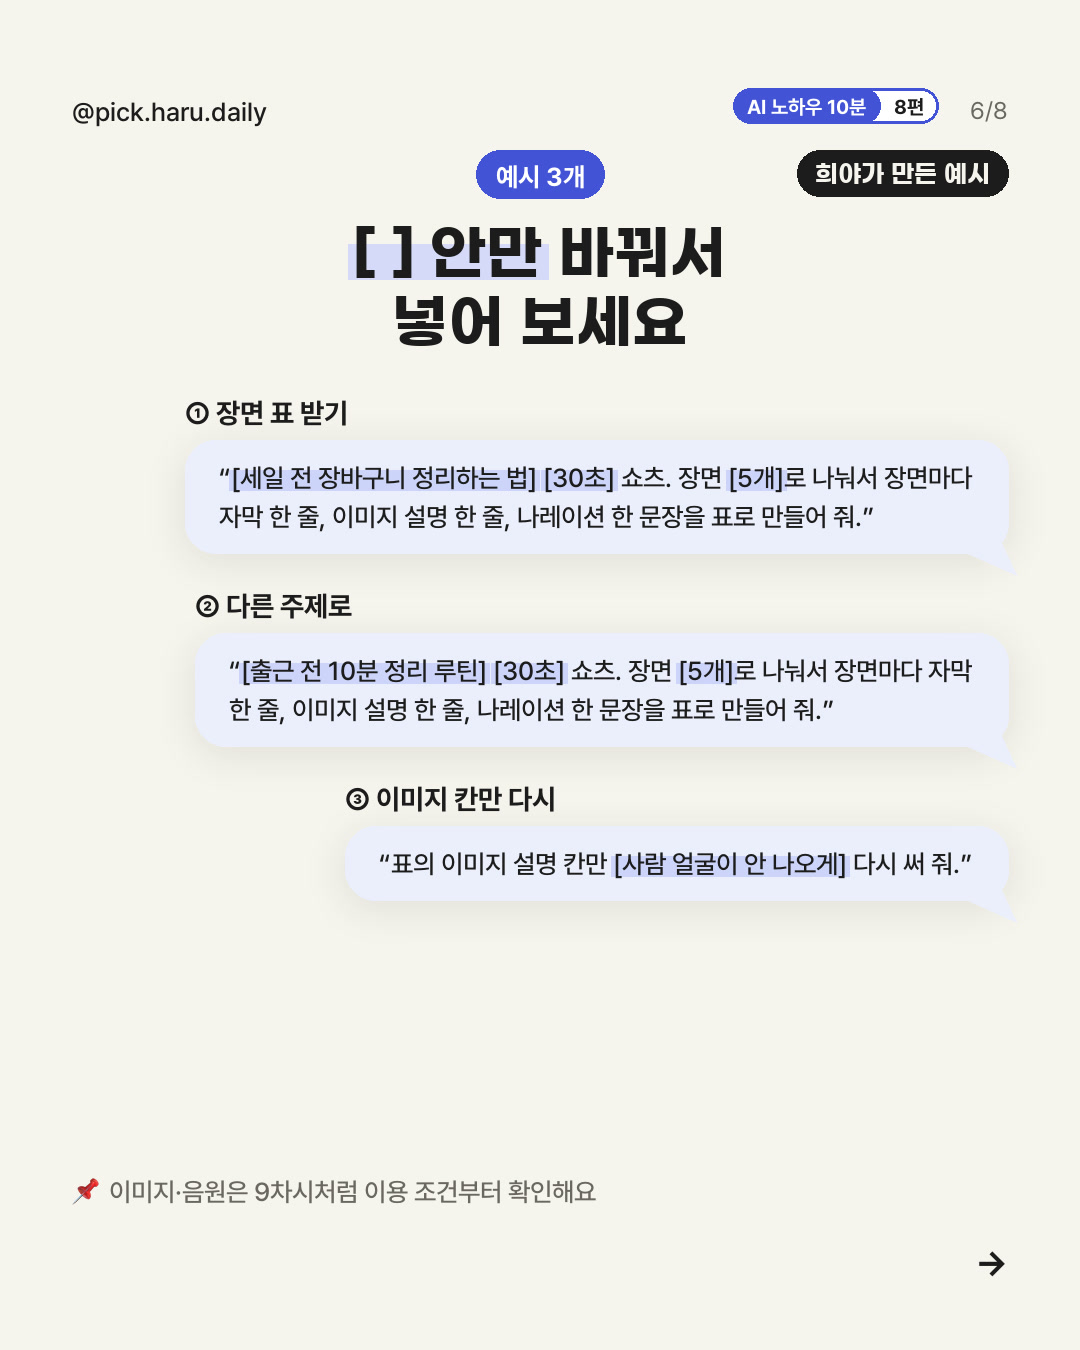 @pick.haru.daily
AI 노하우 10분 8편 6/8
예시 3개
희야가 만든 예시
[ ] 안만 바꿔서
넣어 보세요
① 장면 표 받기
“[세일 전 장바구니 정리하는 법] [30초] 쇼츠. 장면 [5개]로 나눠서 장면마다
자막 한 줄, 이미지 설명 한 줄, 나레이션 한 문장을 표로 만들어 줘.”
② 다른 주제로
“[출근 전 10분 정리 루틴] [30초] 쇼츠. 장면 [5개]로 나눠서 장면마다 자막
한 줄, 이미지 설명 한 줄, 나레이션 한 문장을 표로 만들어 줘.”
③ 이미지 칸만 다시
“표의 이미지 설명 칸만 [사람 얼굴이 안 나오게] 다시 써 줘.”
📌 이미지·음원은 9차시처럼 이용 조건부터 확인해요
→